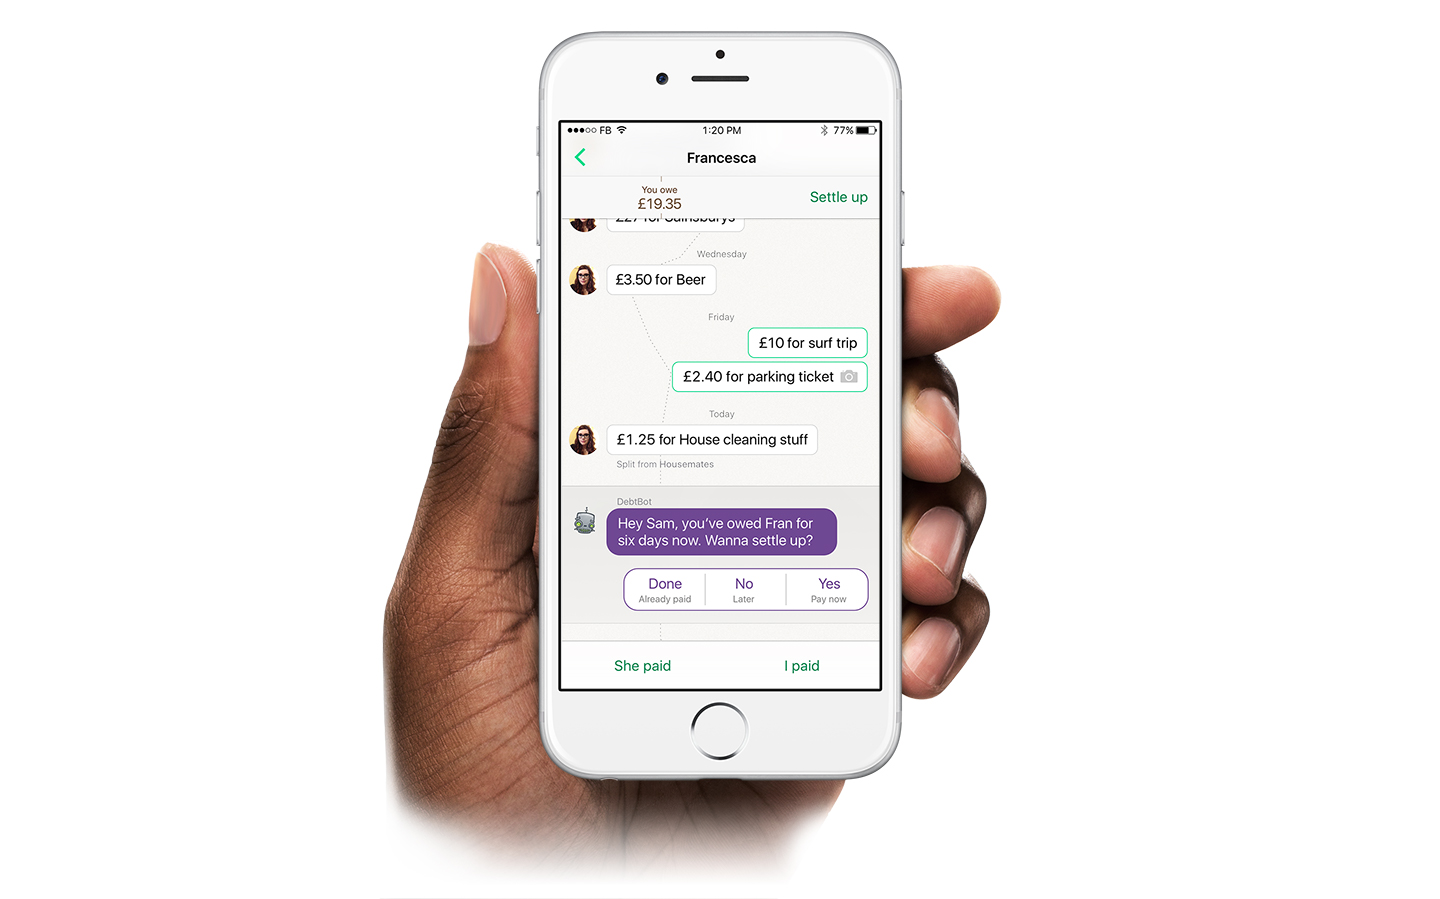 FB
1:20 PM
77%
Francesca
You owe
£19.35
Settle up
£27 for Sainsburys
Wednesday
£3.50 for Beer
Friday
£10 for surf trip
£2.40 for parking ticket
Today
£1.25 for House cleaning stuff
Split from Housemates
DebtBot
Hey Sam, you’ve owed Fran for
six days now. Wanna settle up?
Done
Already paid
No
Later
Yes
Pay now
She paid
I paid